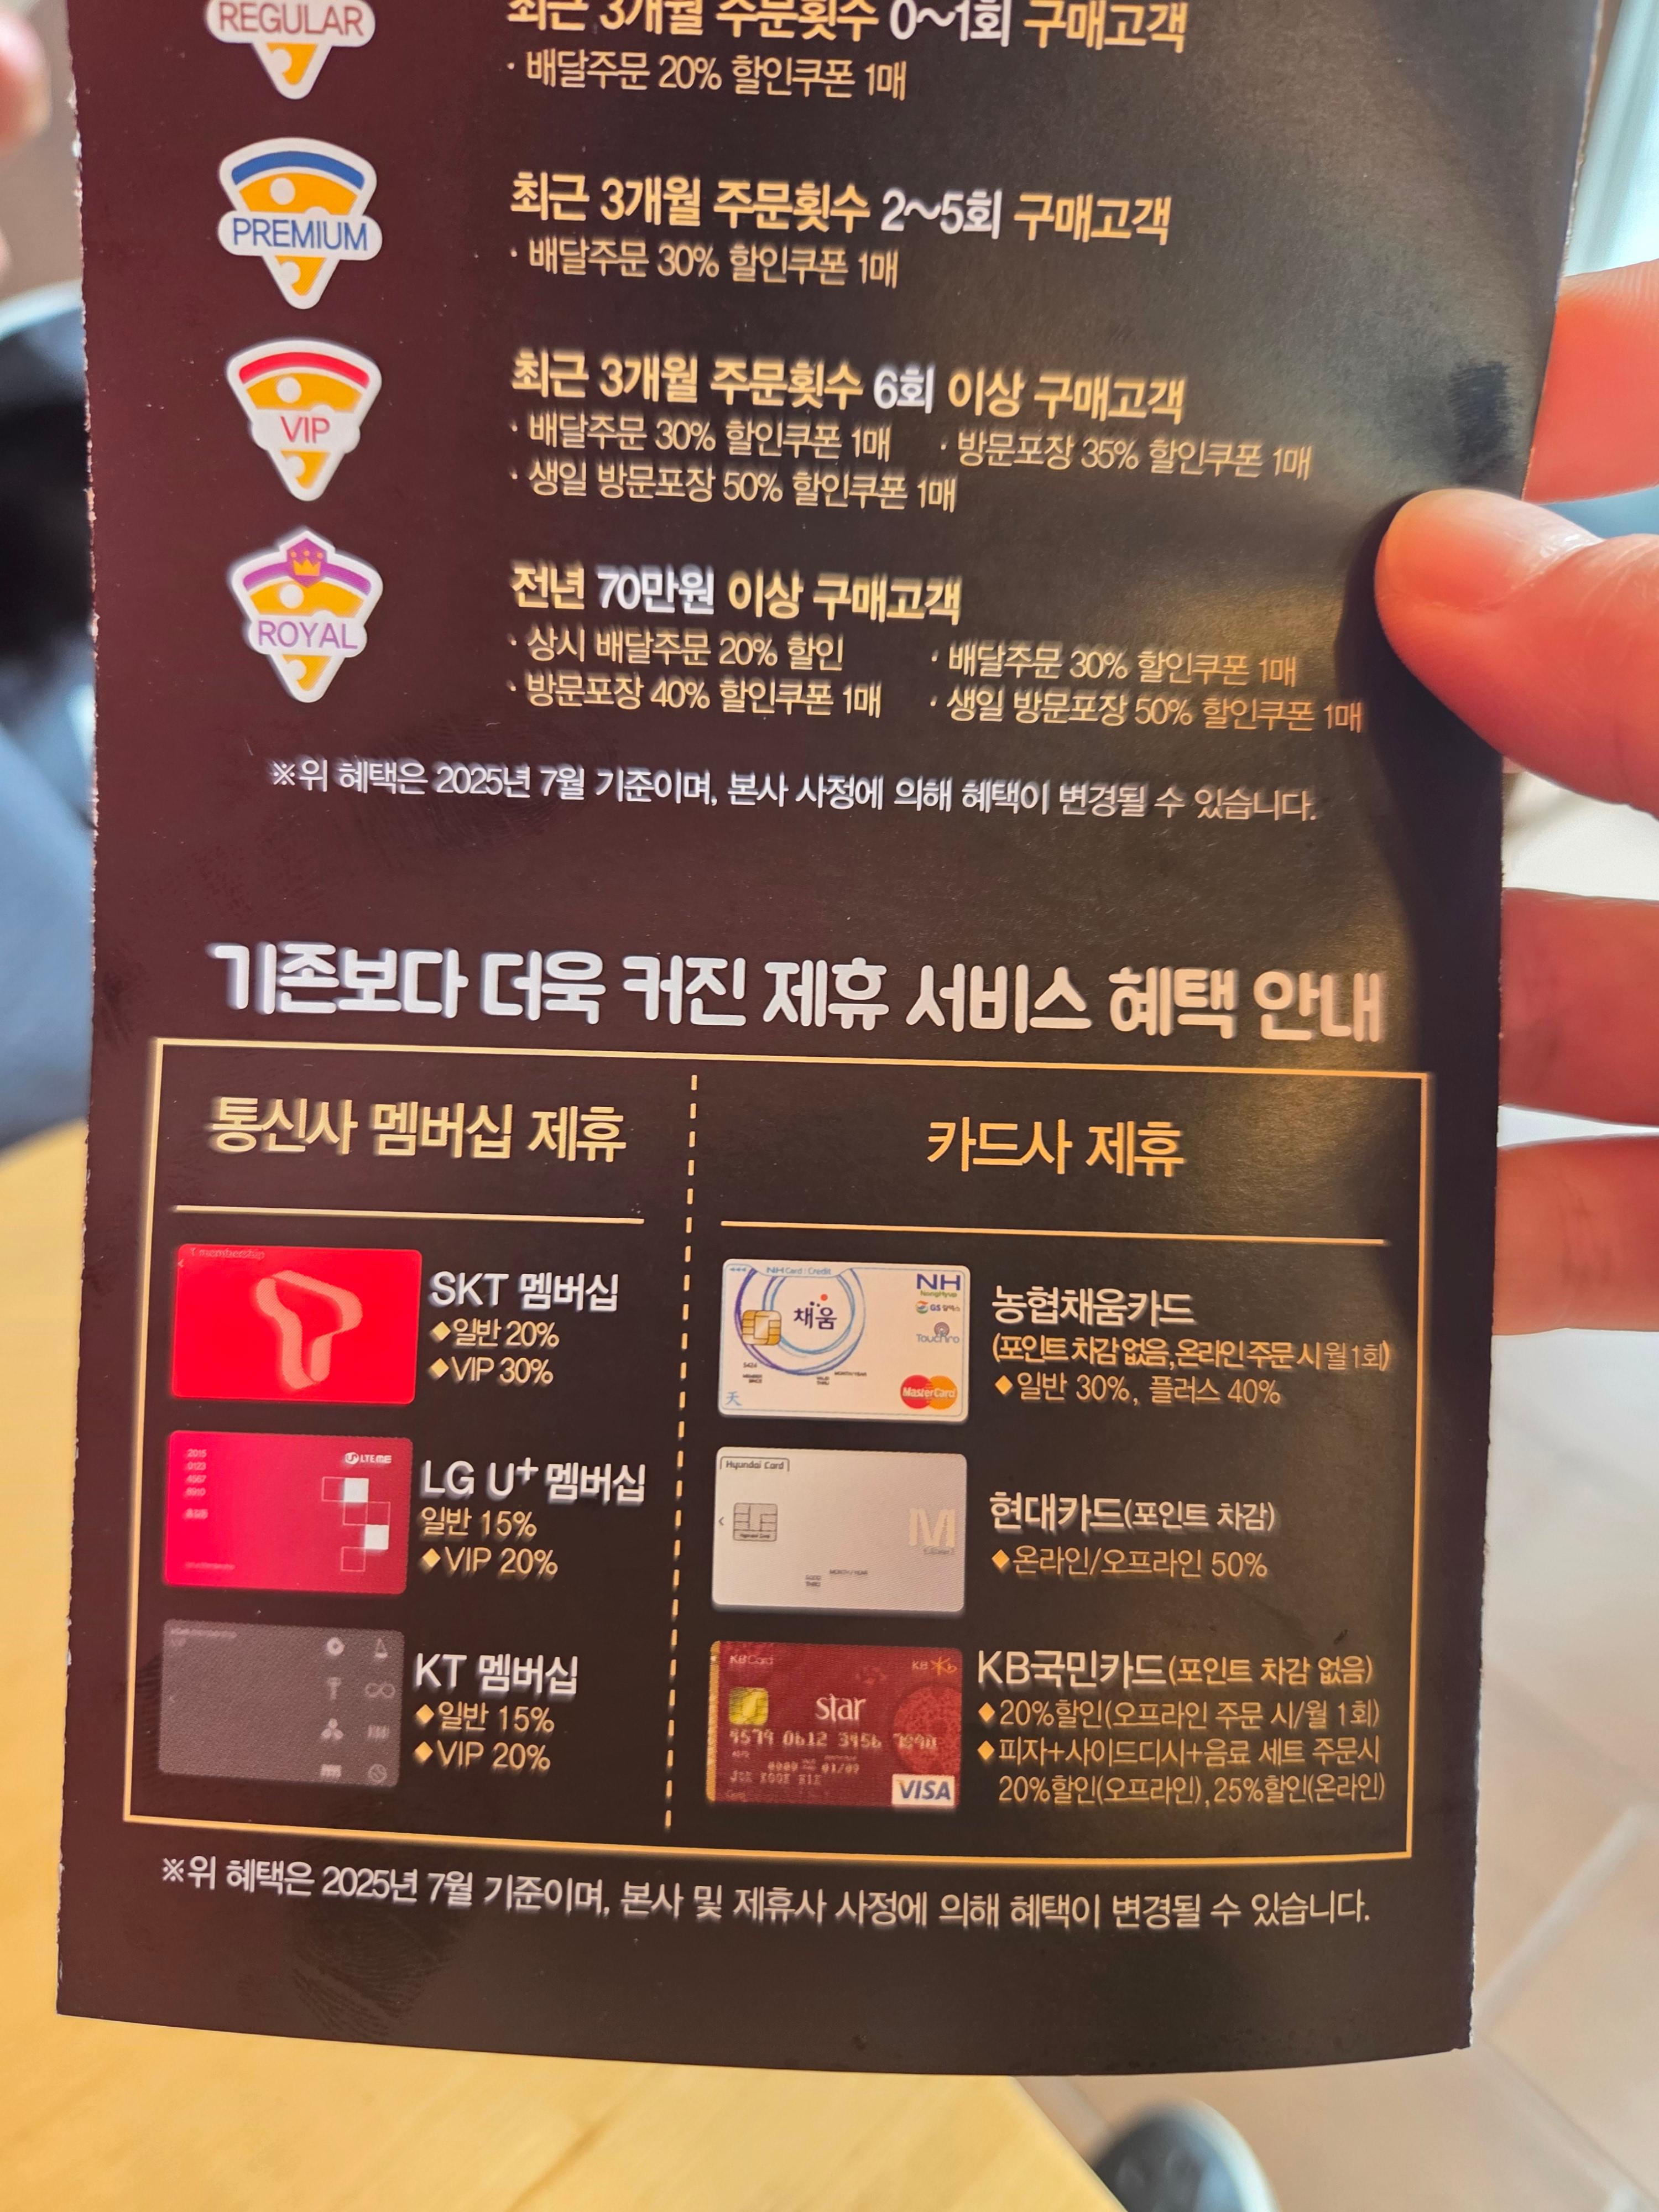 REGULAR
최근 3개월 주문횟수 0~1회 구매고객
· 배달주문 20% 할인쿠폰 1매
PREMIUM
최근 3개월 주문횟수 2~5회 구매고객
· 배달주문 30% 할인쿠폰 1매
VIP
최근 3개월 주문횟수 6회 이상 구매고객
· 배달주문 30% 할인쿠폰 1매 · 방문포장 35% 할인쿠폰 1매
· 생일 방문포장 50% 할인쿠폰 1매
ROYAL
전년 70만원 이상 구매고객
· 상시 배달주문 20% 할인 · 배달주문 30% 할인쿠폰 1매
· 방문포장 40% 할인쿠폰 1매 · 생일 방문포장 50% 할인쿠폰 1매
※위 혜택은 2025년 7월 기준이며, 본사 사정에 의해 혜택이 변경될 수 있습니다.
기존보다 더욱 커진 제휴 서비스 혜택 안내
통신사 멤버십 제휴
T membership
SKT 멤버십
◆일반 20%
◆VIP 30%
U+ LTE ME
LG U+ 멤버십
일반 15%
◆VIP 20%
KT 멤버십
◆일반 15%
◆VIP 20%
카드사 제휴
NH Card | Credit
NH
NongHyup
채움
Touchro
MasterCard
농협채움카드
(포인트 차감 없음,온라인 주문 시 월 1회)
◆일반 30%, 플러스 40%
Hyundai Card
M
현대카드(포인트 차감)
◆온라인/오프라인 50%
KB Card
KB
star
4579 0612 3456 7890
VISA
KB국민카드(포인트 차감 없음)
◆20%할인(오프라인 주문 시/월 1회)
◆피자+사이드디시+음료 세트 주문시
20%할인(오프라인), 25%할인(온라인)
※위 혜택은 2025년 7월 기준이며, 본사 및 제휴사 사정에 의해 혜택이 변경될 수 있습니다.